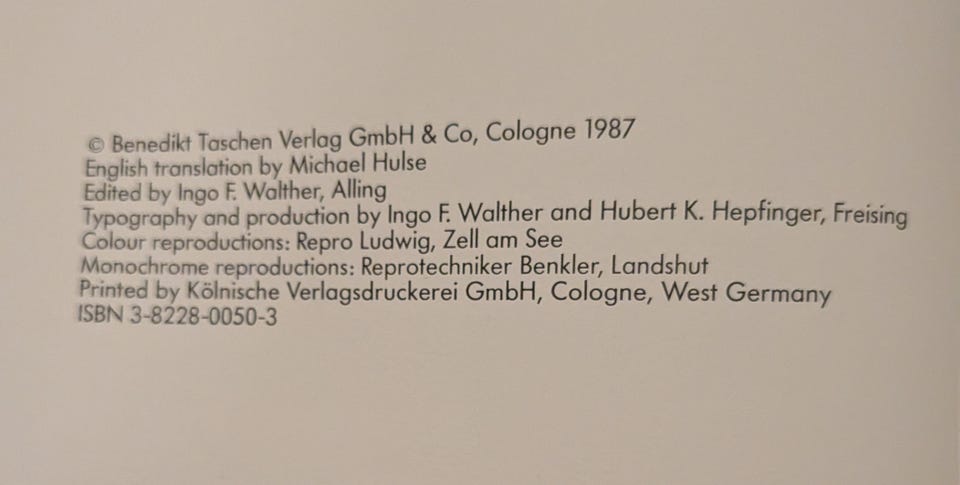 © Benedikt Taschen Verlag GmbH & Co, Cologne 1987
English translation by Michael Hulse
Edited by Ingo F. Walther, Alling
Typography and production by Ingo F. Walther and Hubert K. Hepfinger, Freising
Colour reproductions: Repro Ludwig, Zell am See
Monochrome reproductions: Reprotechniker Benkler, Landshut
Printed by Kölnische Verlagsdruckerei GmbH, Cologne, West Germany
ISBN 3-8228-0050-3